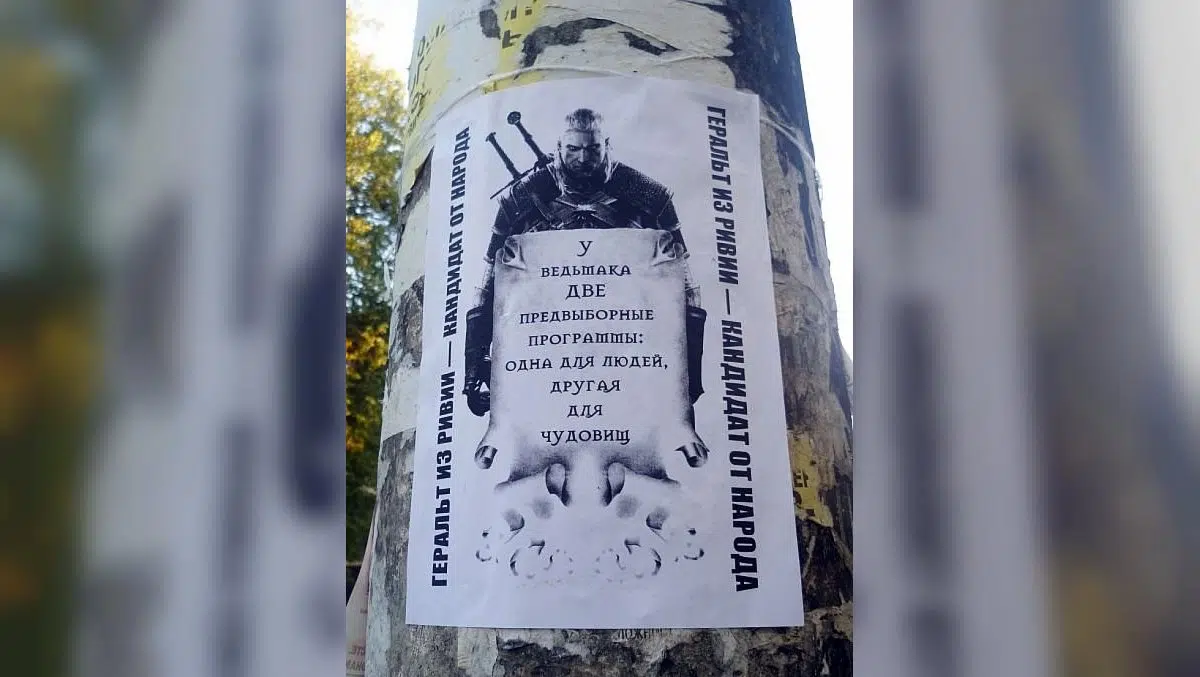 ГЕРАЛЬТ ИЗ РИВИИ — КАНДИДАТ ОТ НАРОДА
У
ВЕДЬМАКА
ДВЕ
ПРЕДВЫБОРНЫЕ
ПРОГРАММЫ:
ОДНА ДЛЯ ЛЮДЕЙ,
ДРУГАЯ
ДЛЯ
ЧУДОВИЩ
ГЕРАЛЬТ ИЗ РИВИИ — КАНДИДАТ ОТ НАРОДА